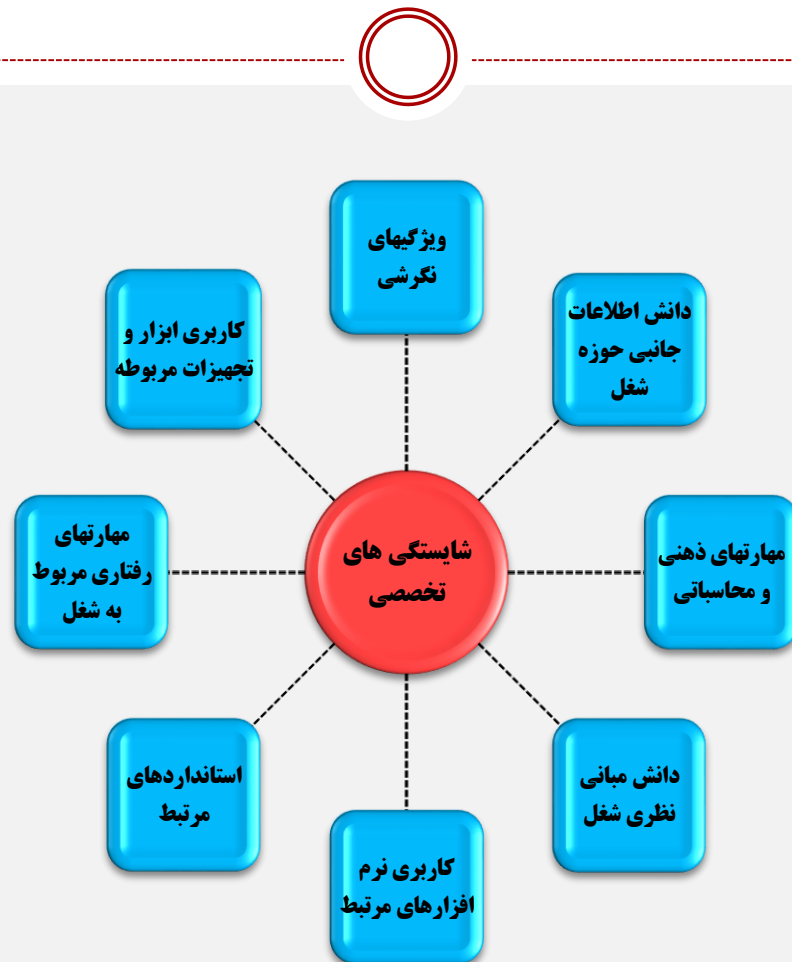 ویژگیهای
نگرشی
دانش اطلاعات
جانبی حوزه
شغل
کاربری ابزار و
تجهیزات مربوطه
مهارتهای ذهنی
و محاسباتی
شایستگی های
تخصصی
مهارتهای
رفتاری مربوط
به شغل
دانش مبانی
نظری شغل
استانداردهای
مرتبط
کاربری نرم
افزارهای مرتبط